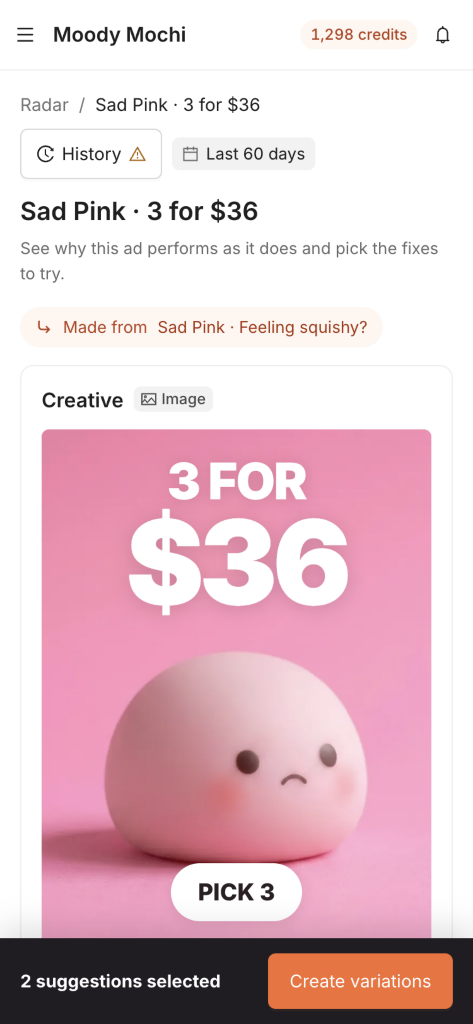 Moody Mochi
1,298 credits
Radar / Sad Pink · 3 for $36
History
Last 60 days
Sad Pink · 3 for $36
See why this ad performs as it does and pick the fixes
to try.
Made from Sad Pink · Feeling squishy?
Creative
Image
3 FOR
$36
PICK 3
2 suggestions selected
Create variations